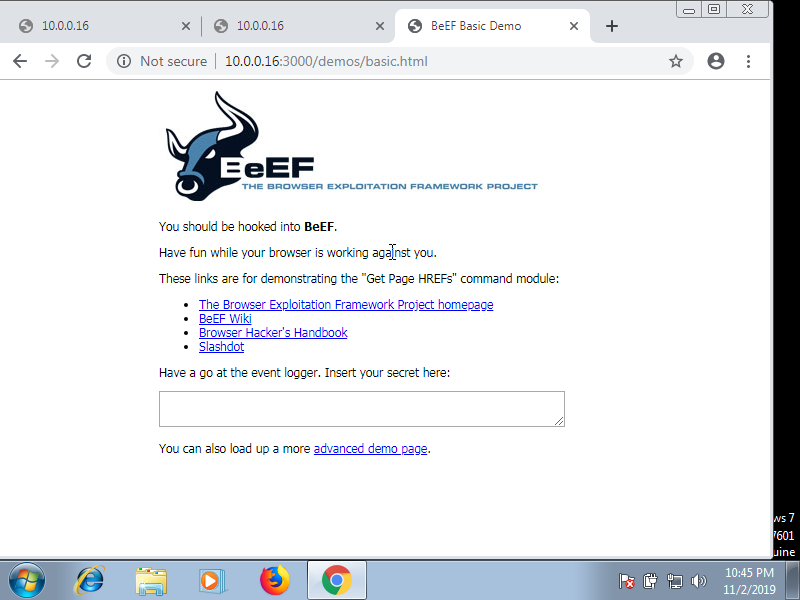 10.0.0.16
10.0.0.16
BeEF Basic Demo
Not secure
10.0.0.16:3000/demos/basic.html
BeEF
THE BROWSER EXPLOITATION FRAMEWORK PROJECT
You should be hooked into BeEF.
Have fun while your browser is working against you.
These links are for demonstrating the "Get Page HREFs" command module:
The Browser Exploitation Framework Project homepage
BeEF Wiki
Browser Hacker's Handbook
Slashdot
Have a go at the event logger. Insert your secret here:
You can also load up a more advanced demo page.
ws 7
7601
uine
10:45 PM
11/2/2019